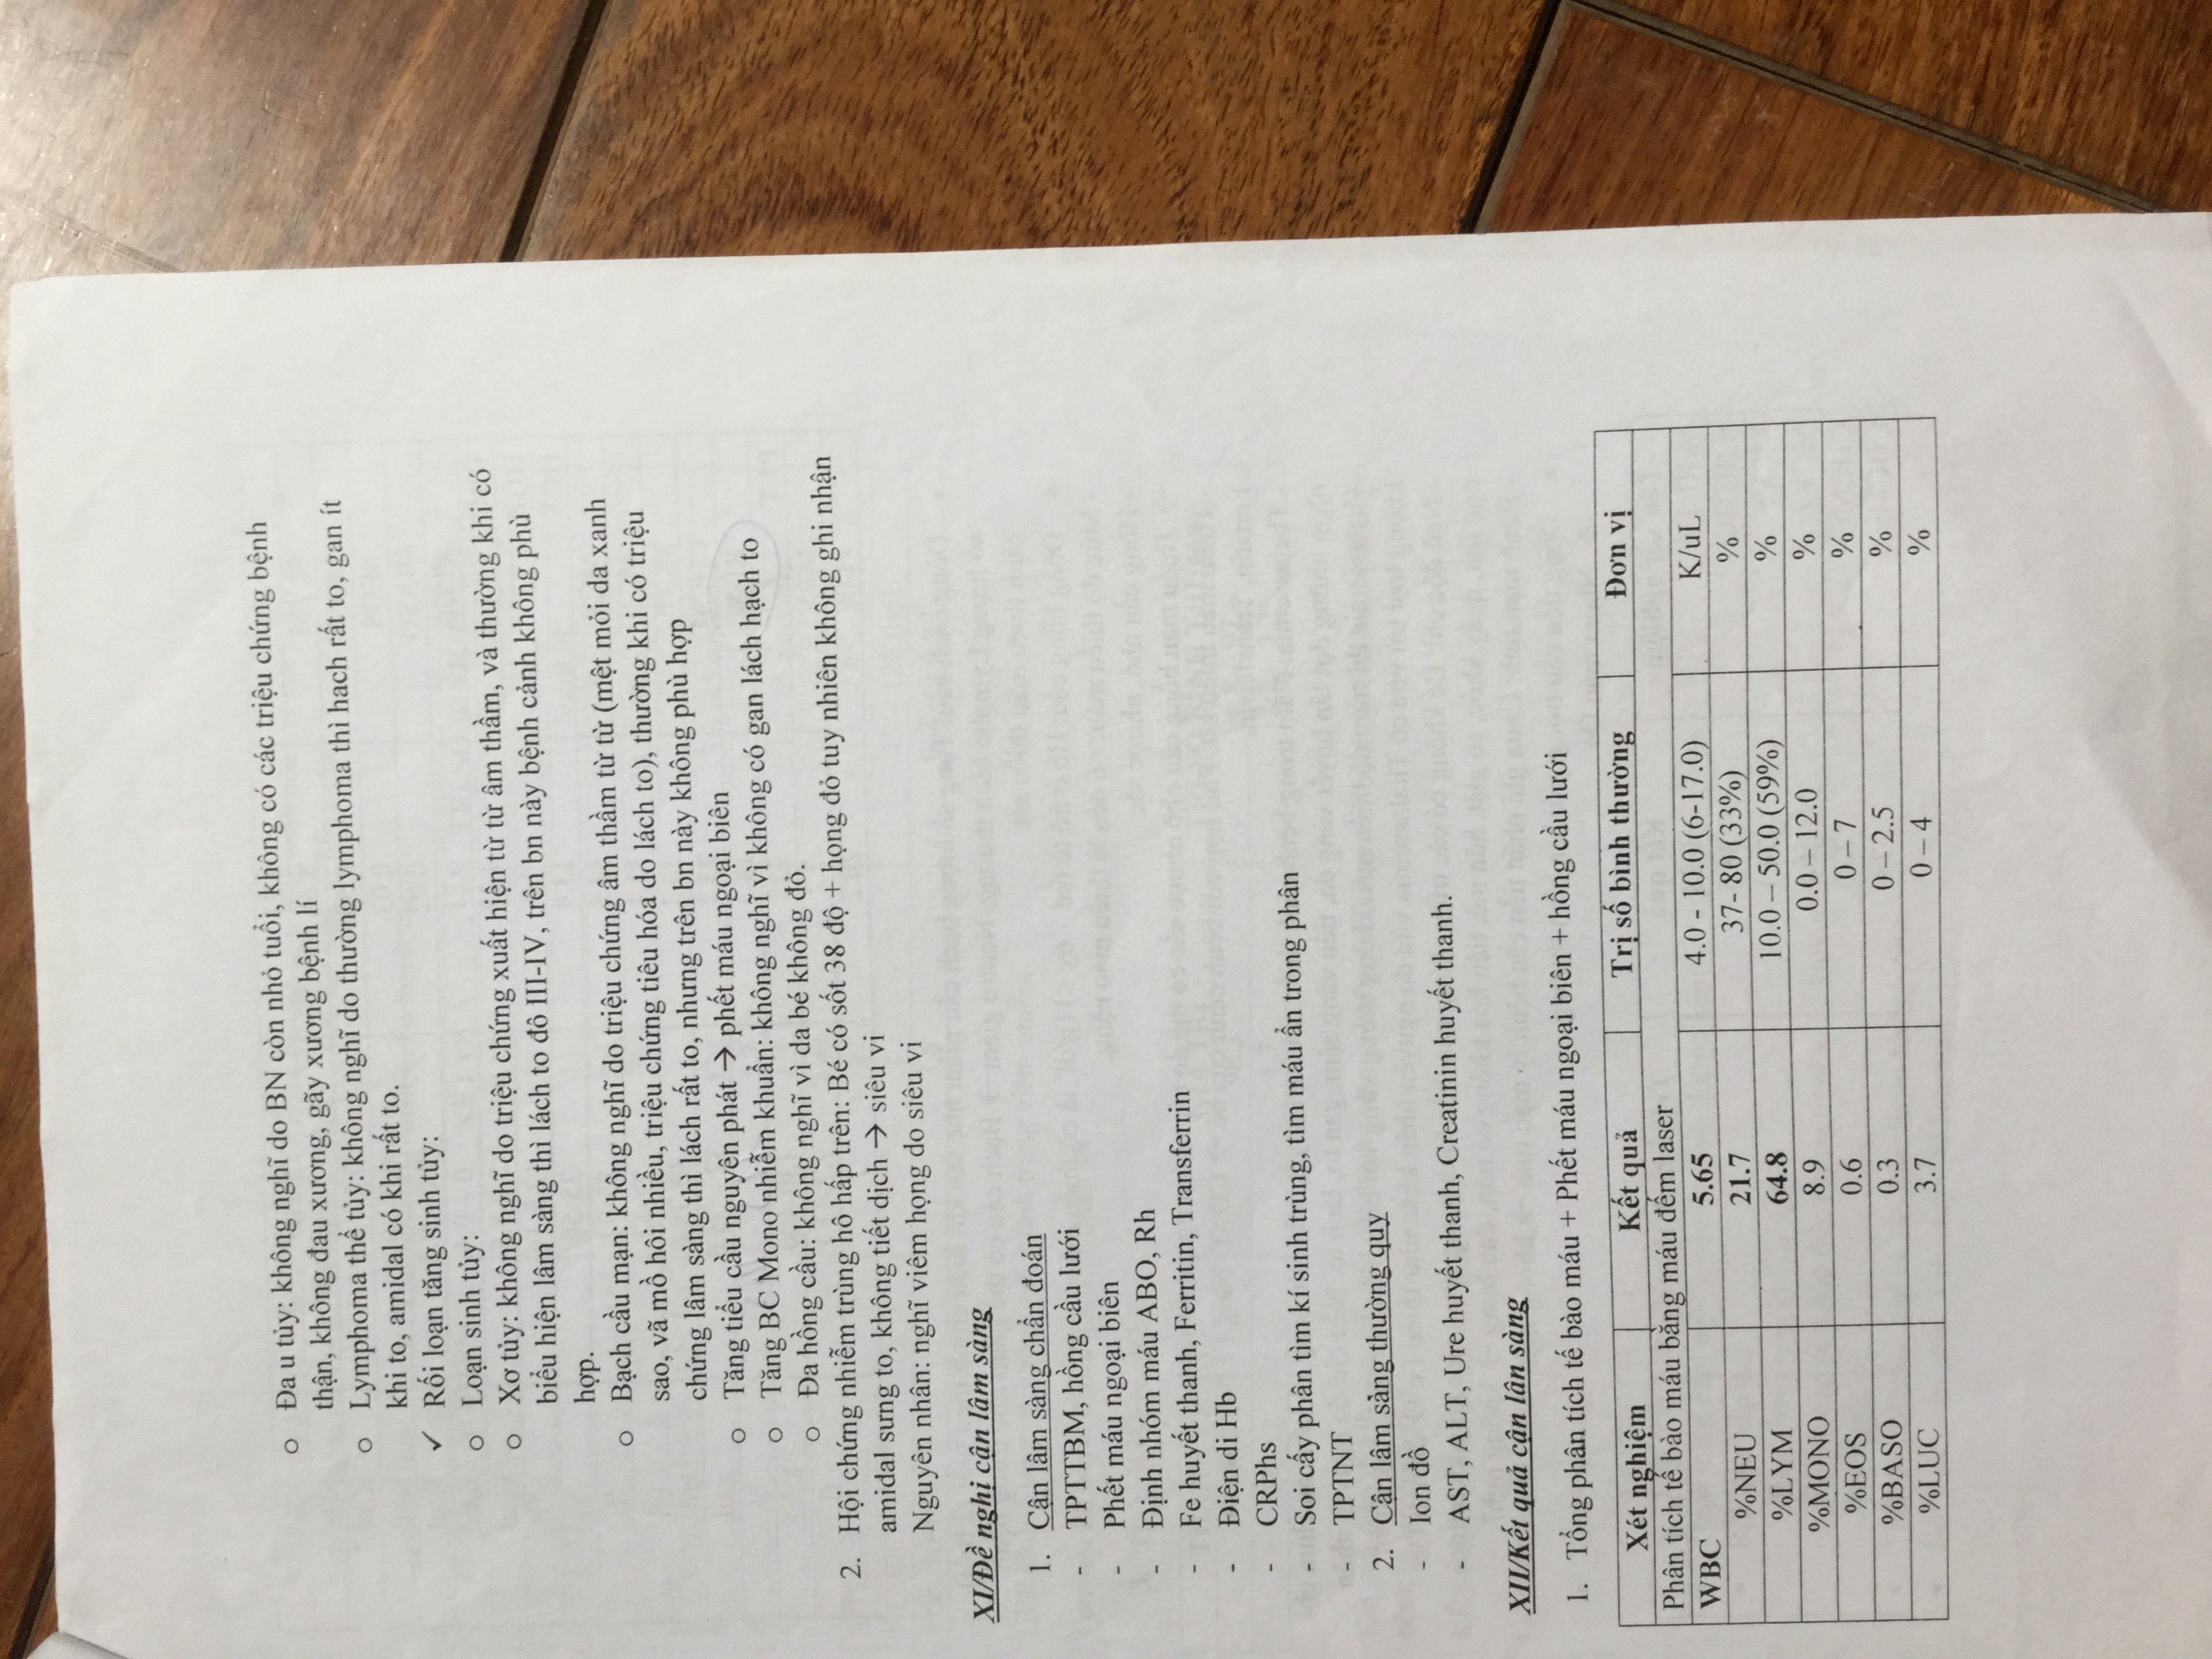 o Đa u tủy: không nghĩ do BN còn nhỏ tuổi, không có các triệu chứng bệnh
thận, không đau xương, gãy xương bệnh lí
o Lymphoma thể tủy: không nghĩ do thường lymphoma thì hach rất to, gan ít
khi to, amidal có khi rất to.
✓ Rối loạn tăng sinh tủy:
o Loạn sinh tủy:
o Xơ tủy: không nghĩ do triệu chứng xuất hiện từ từ âm thầm, và thường khi có
biểu hiện lâm sàng thì lách to đô III-IV, trên bn này bệnh cảnh không phù
hợp.
o Bạch cầu mạn: không nghĩ do triệu chứng âm thầm từ từ (mệt mỏi da xanh
sao, vã mồ hôi nhiều, triệu chứng tiêu hóa do lách to), thường khi có triệu
chứng lâm sàng thì lách rất to, nhưng trên bn này không phù hợp
o Tăng tiểu cầu nguyên phát → phết máu ngoại biên
o Tăng BC Mono nhiễm khuẩn: không nghĩ vì không có gan lách hạch to
o Đa hồng cầu: không nghĩ vì da bé không đỏ.
2. Hội chứng nhiễm trùng hô hấp trên: Bé có sốt 38 độ + họng đỏ tuy nhiên không ghi nhận
amidal sưng to, không tiết dịch → siêu vi
Nguyên nhân: nghĩ viêm họng do siêu vi
XI/Đề nghị cận lâm sàng
1. Cận lâm sàng chẩn đoán
- TPTTBM, hồng cầu lưới
- Phết máu ngoại biên
- Định nhóm máu ABO, Rh
- Fe huyết thanh, Ferritin, Transferrin
- Điện di Hb
- CRPhs
- Soi cấy phân tìm kí sinh trùng, tìm máu ẩn trong phân
- TPTNT
2. Cận lâm sàng thường quy
- Ion đồ
- AST, ALT, Ure huyết thanh, Creatinin huyết thanh.
XII/Kết quả cận lân sàng
1. Tổng phân tích tế bào máu + Phết máu ngoại biên + hồng cầu lưới
Xét nghiệm Kết quả Trị số bình thường Đơn vị
Phân tích tế bào máu bằng máu đếm laser
WBC 5.65 4.0 - 10.0 (6-17.0) K/uL
%NEU 21.7 37- 80 (33%) %
%LYM 64.8 10.0 – 50.0 (59%) %
%MONO 8.9 0.0 – 12.0 %
%EOS 0.6 0 – 7 %
%BASO 0.3 0 – 2.5 %
%LUC 3.7 0 – 4 %